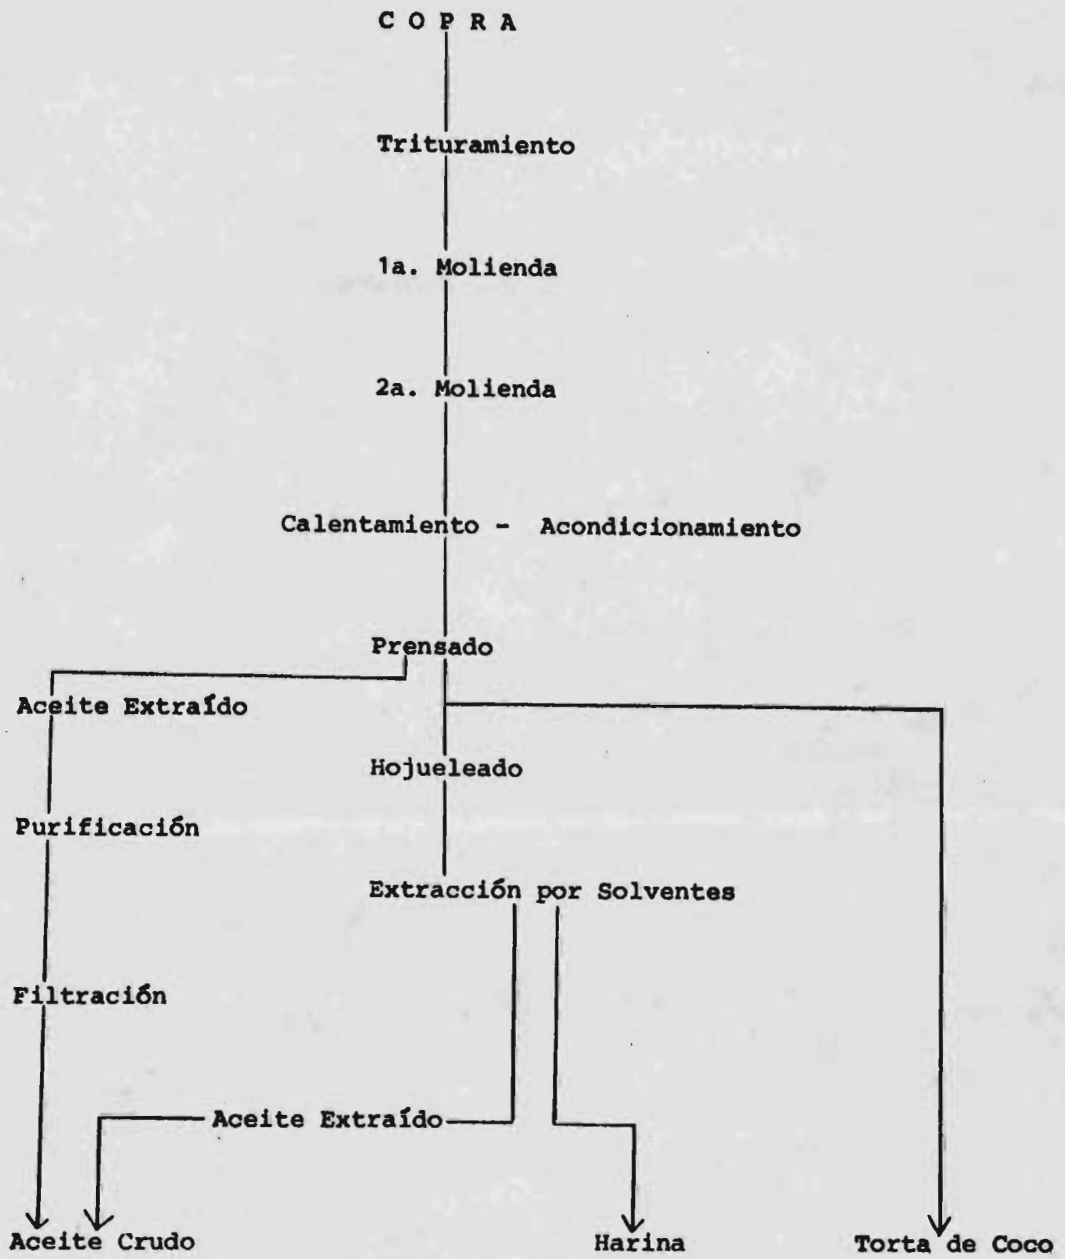 C O P R A
Trituramiento
1a. Molienda
2a. Molienda
Calentamiento - Acondicionamiento
Prensado
Aceite Extraído
Hojueleado
Purificación
Extracción por Solventes
Filtración
Aceite Extraído
Aceite Crudo
Harina
Torta de Coco